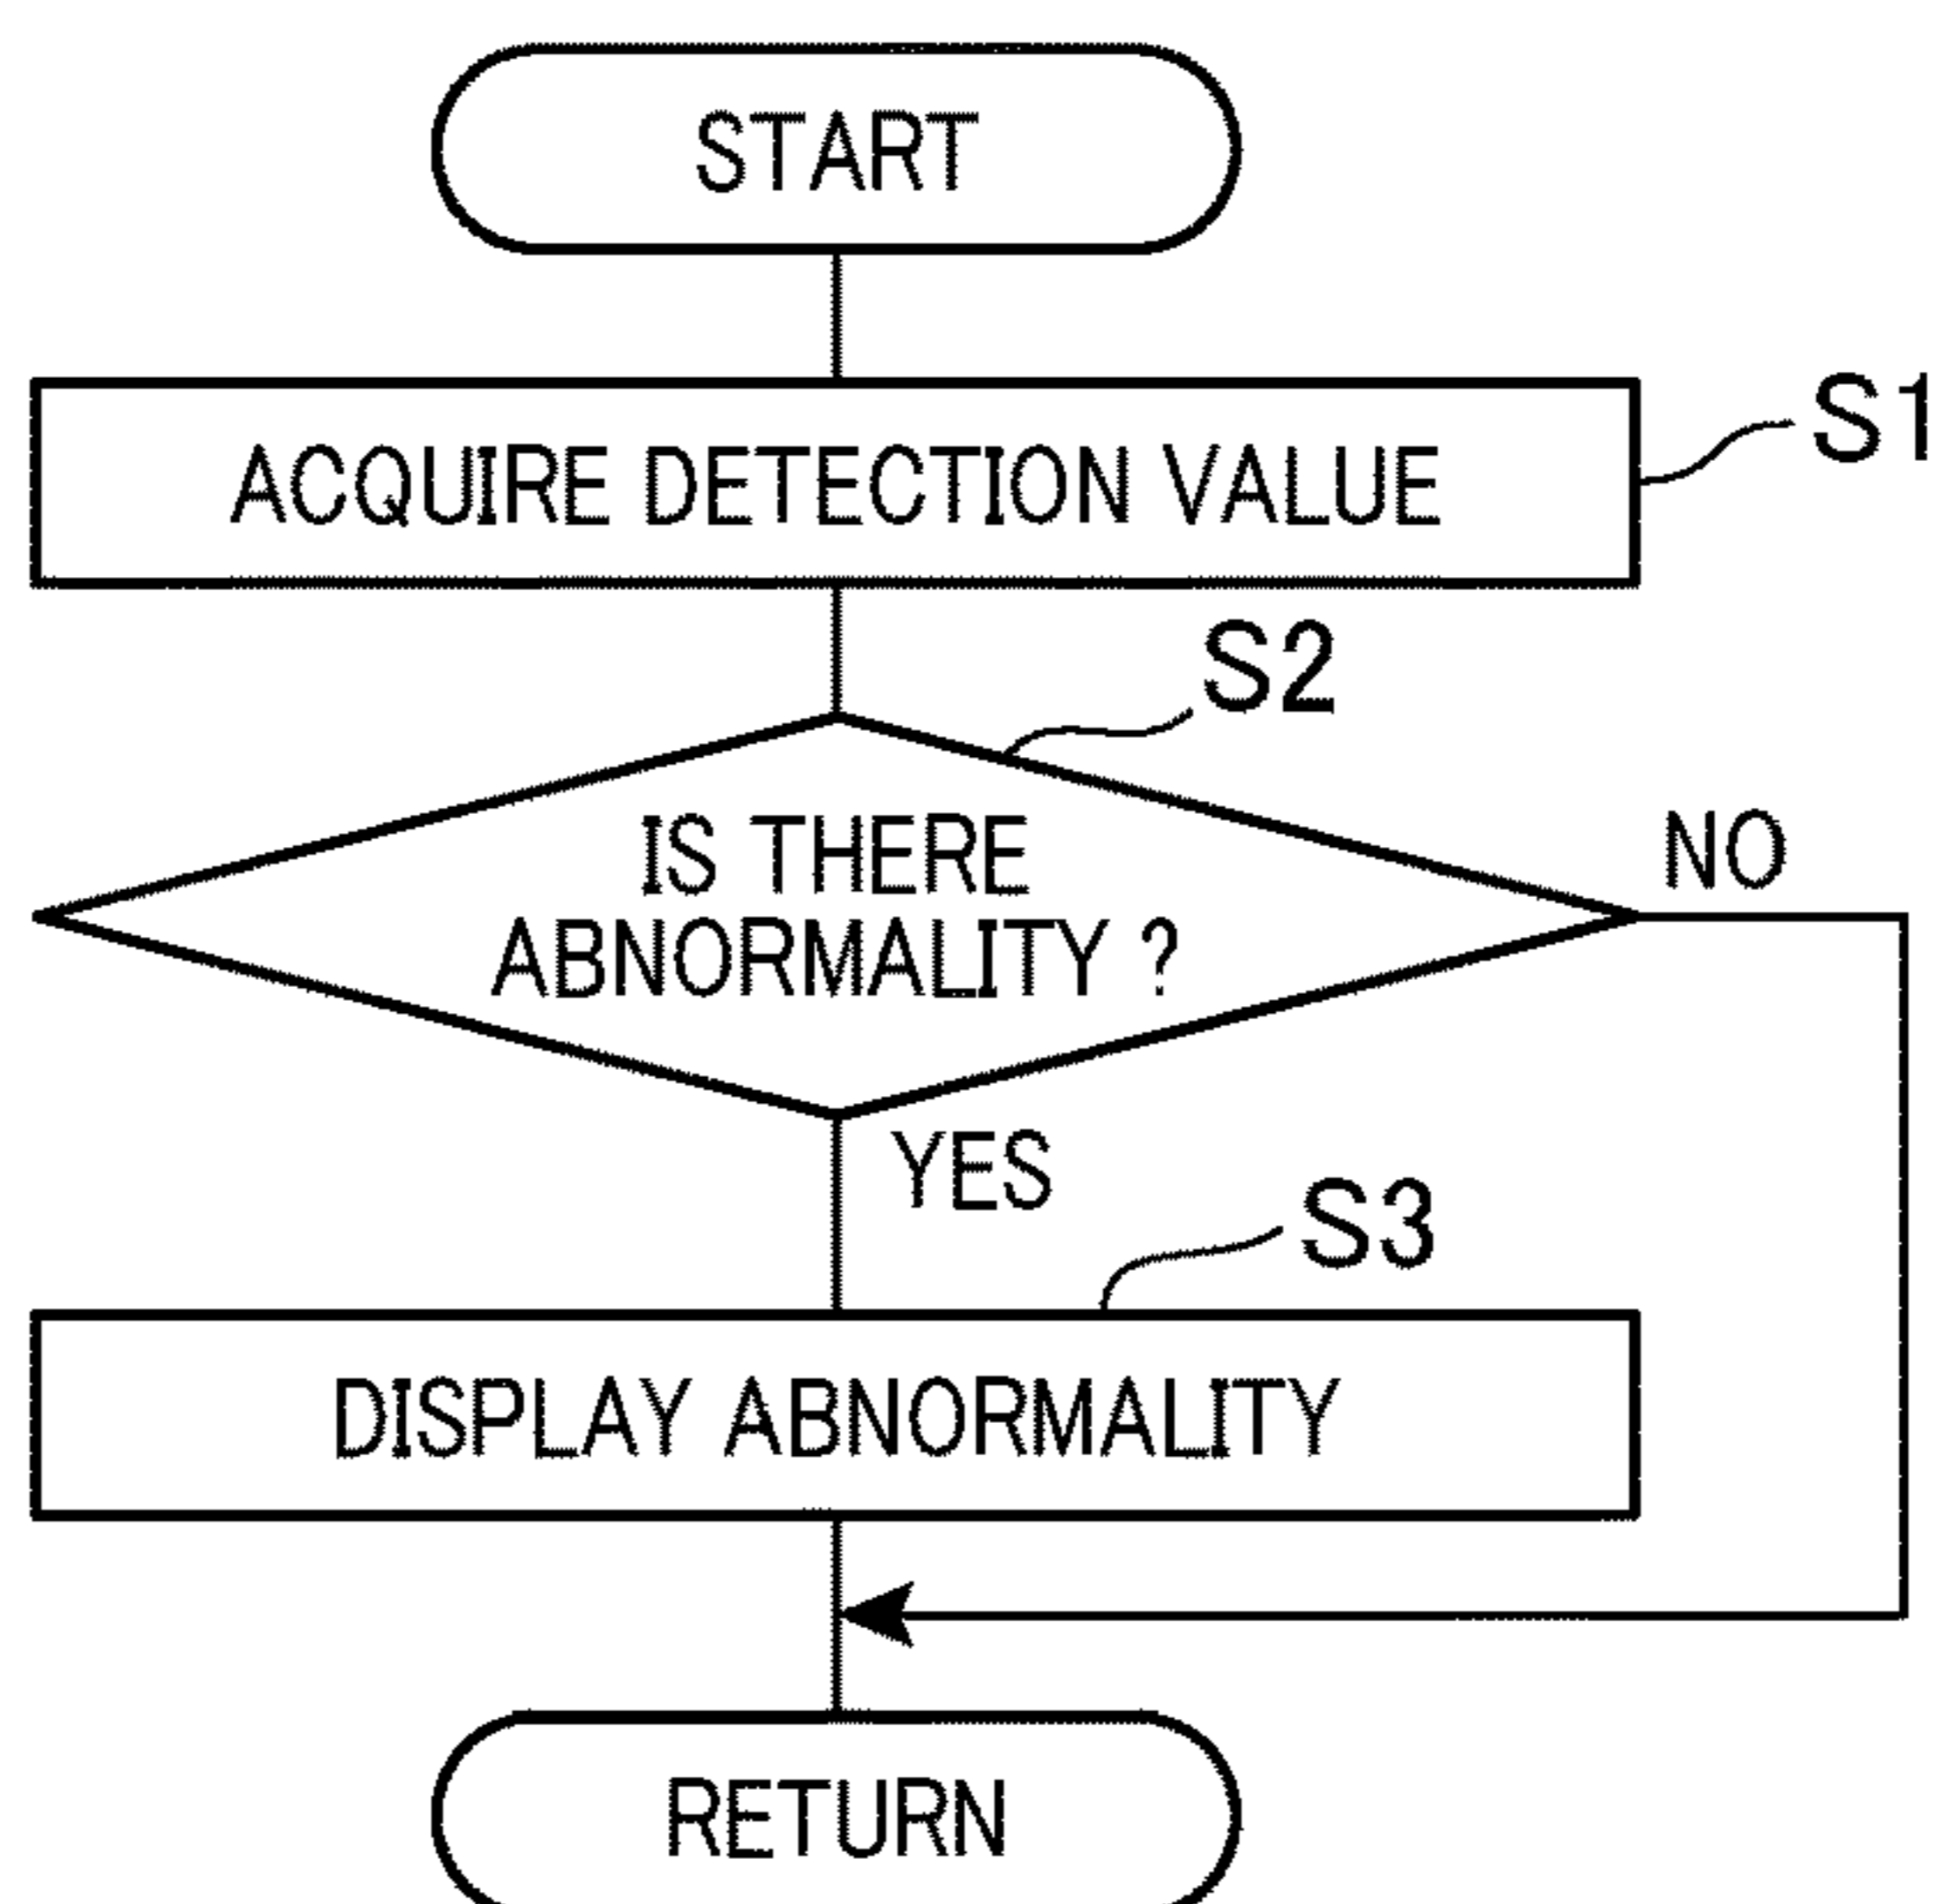 START
ACQUIRE DETECTION VALUE
S1
S2
IS THERE
ABNORMALITY ?
NO
YES
S3
DISPLAY ABNORMALITY
RETURN